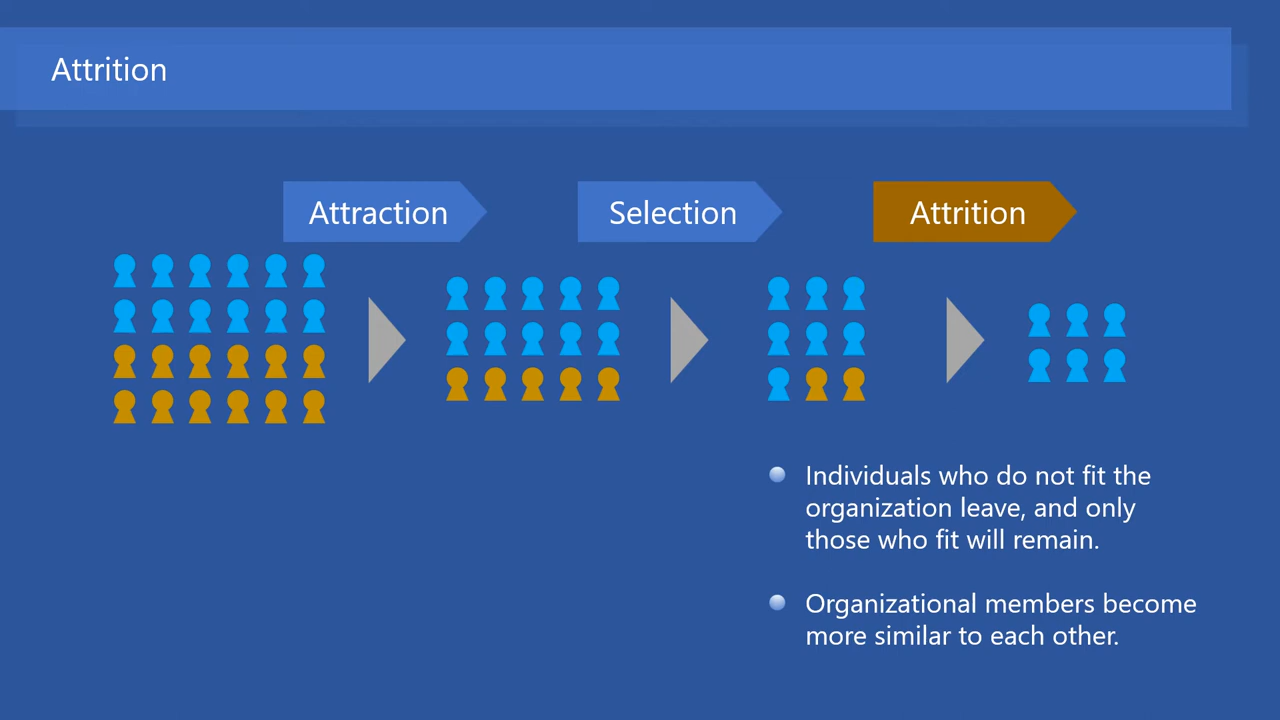 Attrition
Attraction
Selection
Attrition
Individuals who do not fit the
organization leave, and only
those who fit will remain.
Organizational members become
more similar to each other.